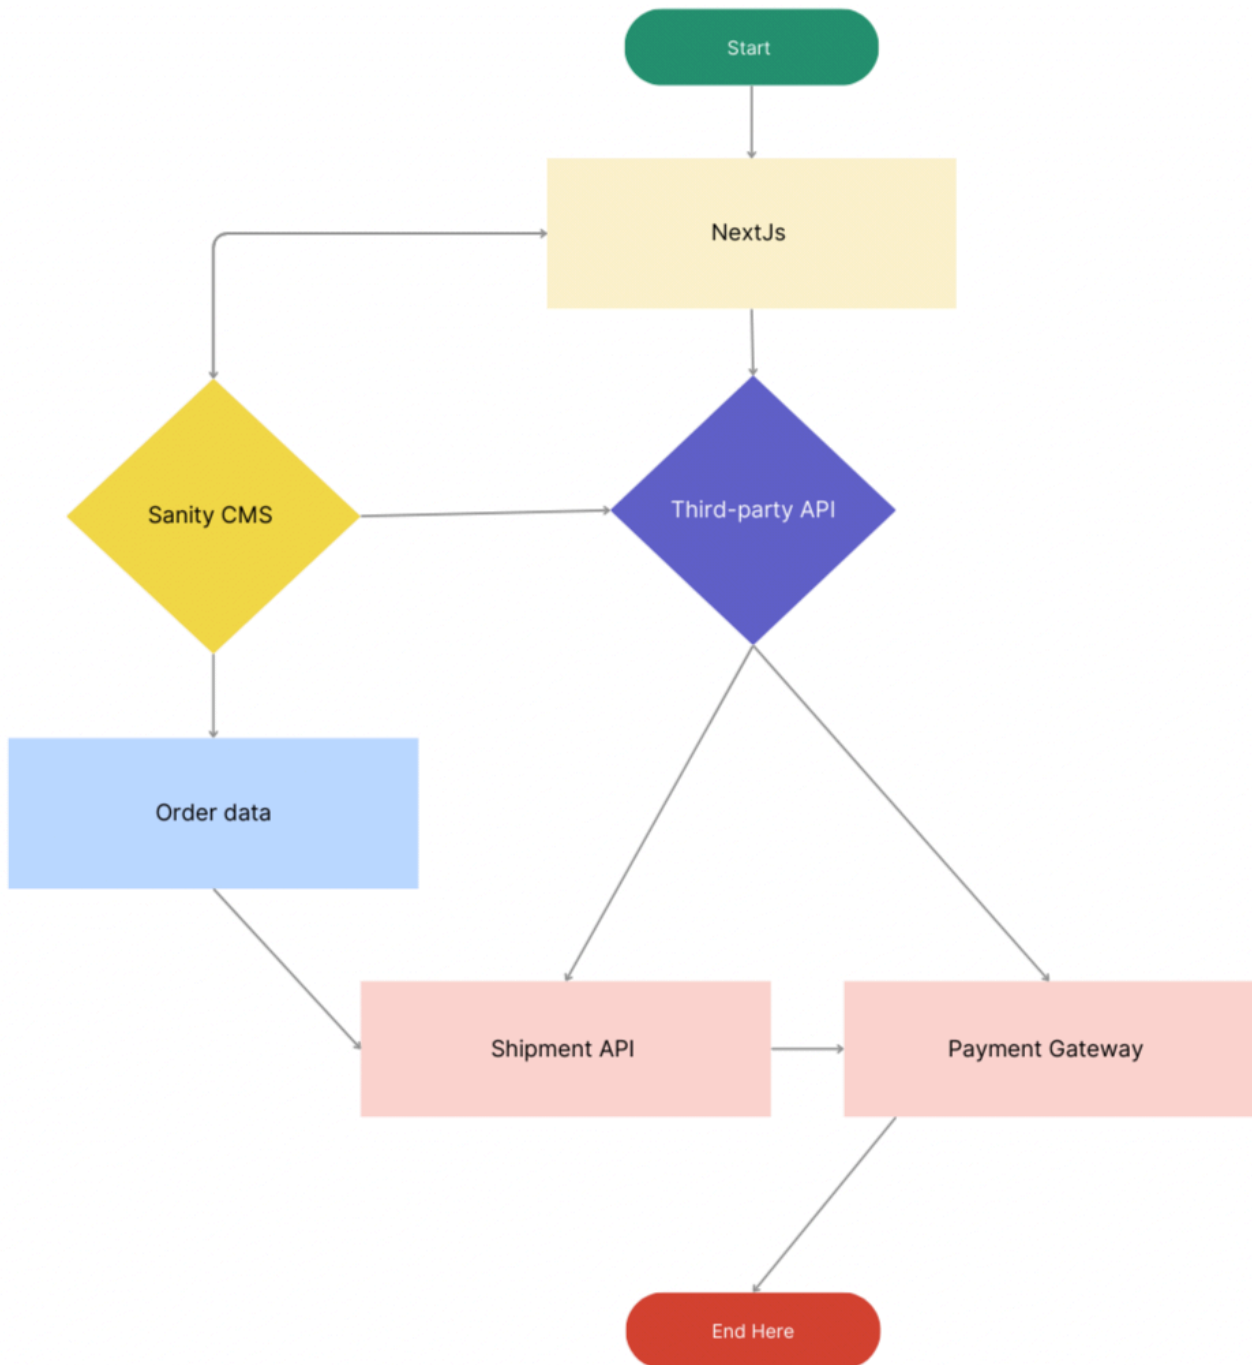 Start
NextJs
Sanity CMS
Third-party API
Order data
Shipment API
Payment Gateway
End Here